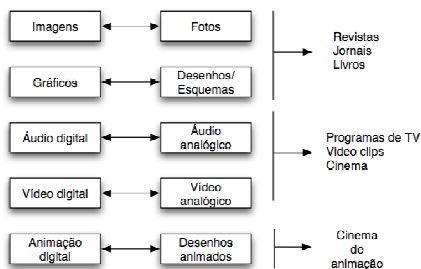 Imagens
Fotos
Revistas
Jornais
Livros
Gráficos
Desenhos/
Esquemas
Áudio digital
Áudio
analógico
Programas de TV
Video clips
Cinema
Vídeo digital
Vídeo
analógico
Animação
digital
Desenhos
animados
Cinema
de
animação